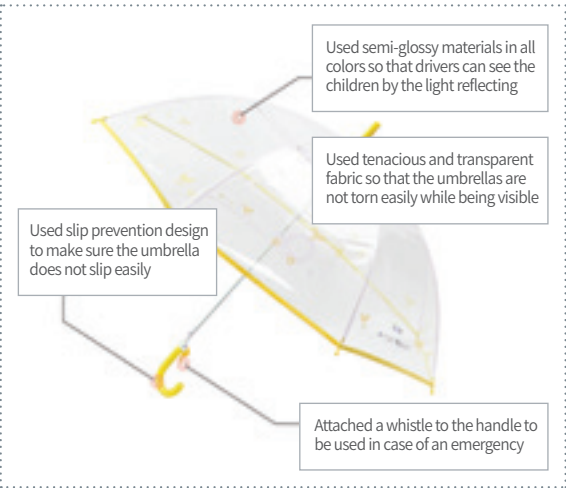 Used semi-glossy materials in all
colors so that drivers can see the
children by the light reflecting
Used tenacious and transparent
fabric so that the umbrellas are
not torn easily while being visible
Used slip prevention design
to make sure the umbrella
does not slip easily
Attached a whistle to the handle to
be used in case of an emergency